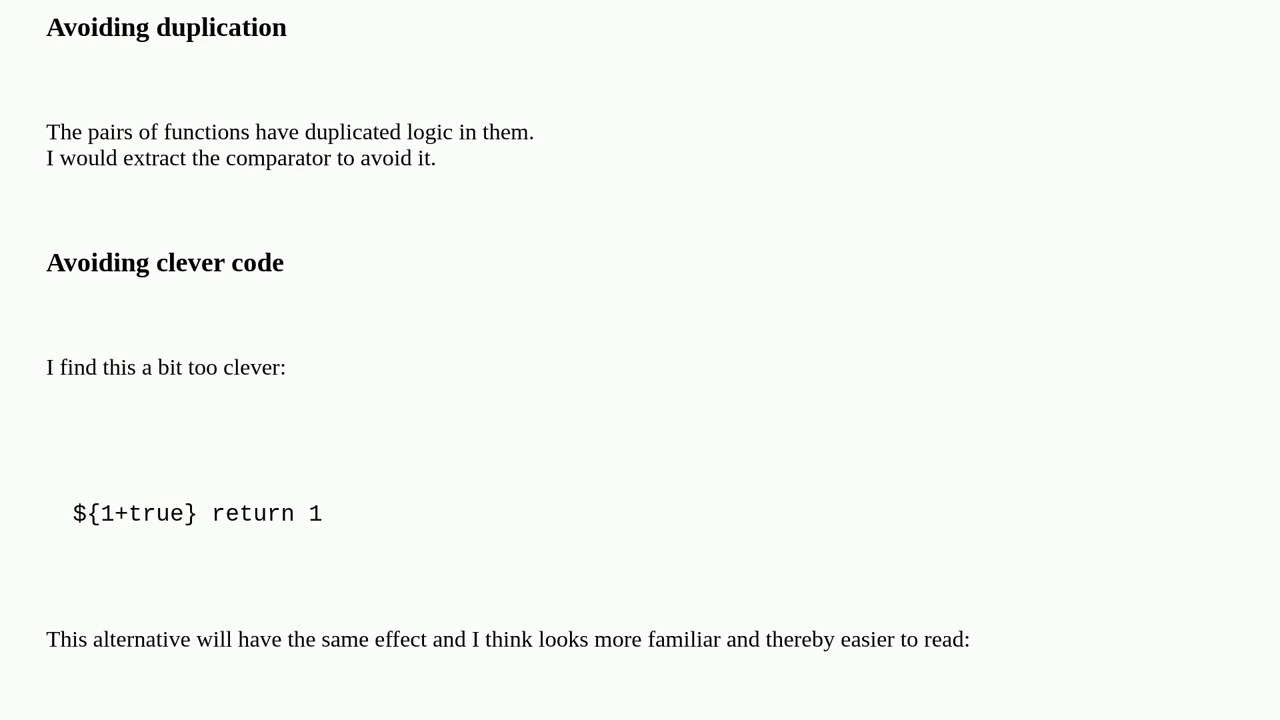 Avoiding duplication
The pairs of functions have duplicated logic in them.
I would extract the comparator to avoid it.
Avoiding clever code
I find this a bit too clever:
${1+true} return 1
This alternative will have the same effect and I think looks more familiar and thereby easier to read: